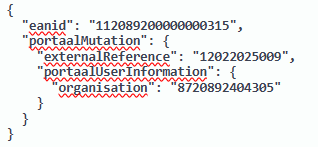 {
  "eanid": "112089200000000315",
  "portaalMutation": {
    "externalReference": "12022025009",
    "portaalUserInformation": {
      "organisation": "8720892404305"
    }
  }
}